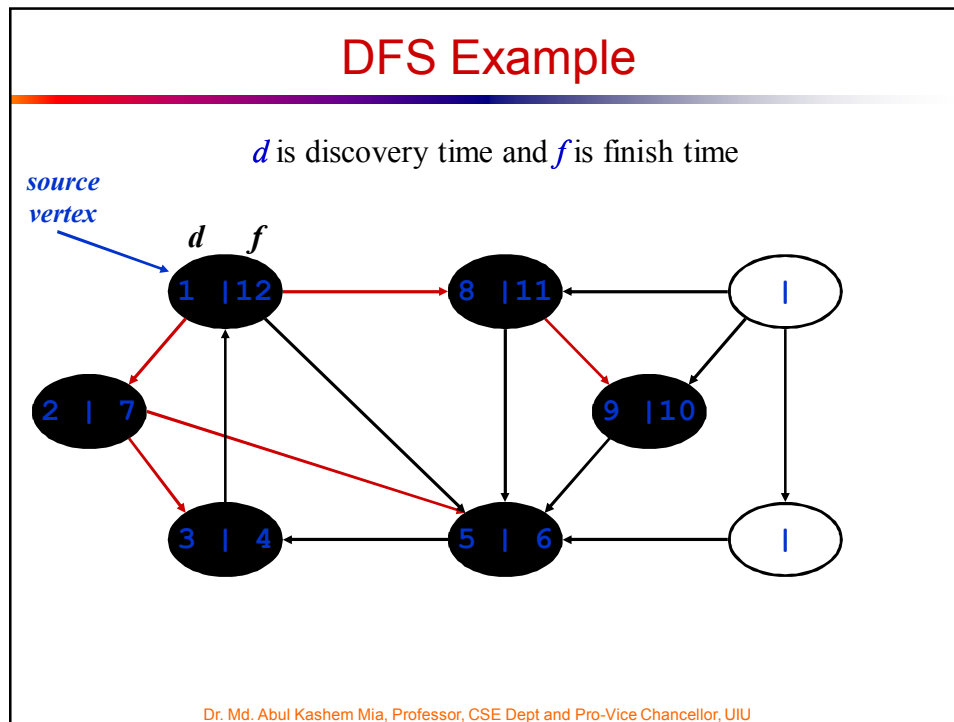 DFS Example
d is discovery time and f is finish time
source
vertex
d f
1 |12
8 |11
|
2 | 7
9 |10
3 | 4
5 | 6
|
Dr. Md. Abul Kashem Mia, Professor, CSE Dept and Pro-Vice Chancellor, UIU